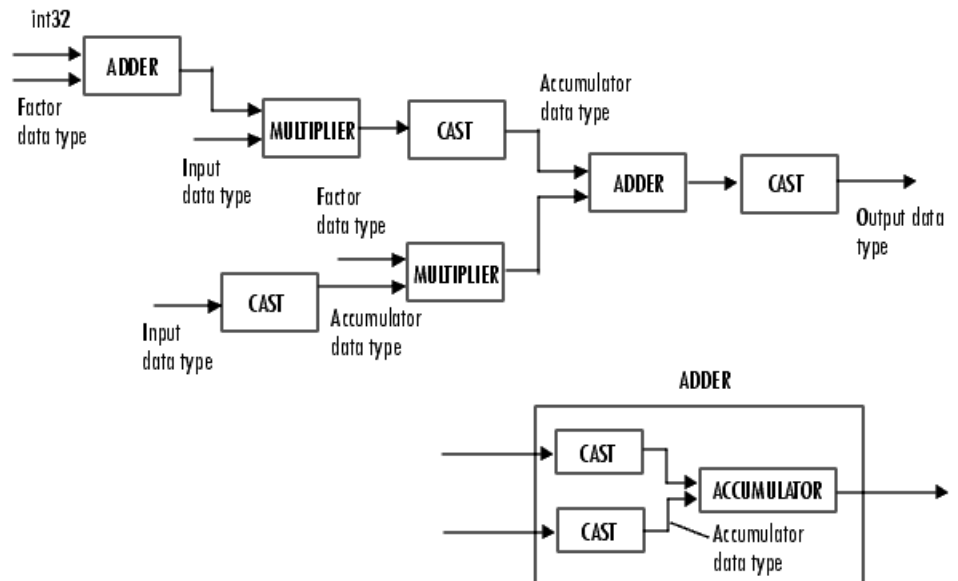 int32
ADDER
Factor
data type
MULTIPLIER
Input
data type
CAST
Accumulator
data type
ADDER
CAST
Output data
type
Factor
data type
MULTIPLIER
CAST
Input
data type
Accumulator
data type
ADDER
CAST
CAST
ACCUMULATOR
Accumulator
data type